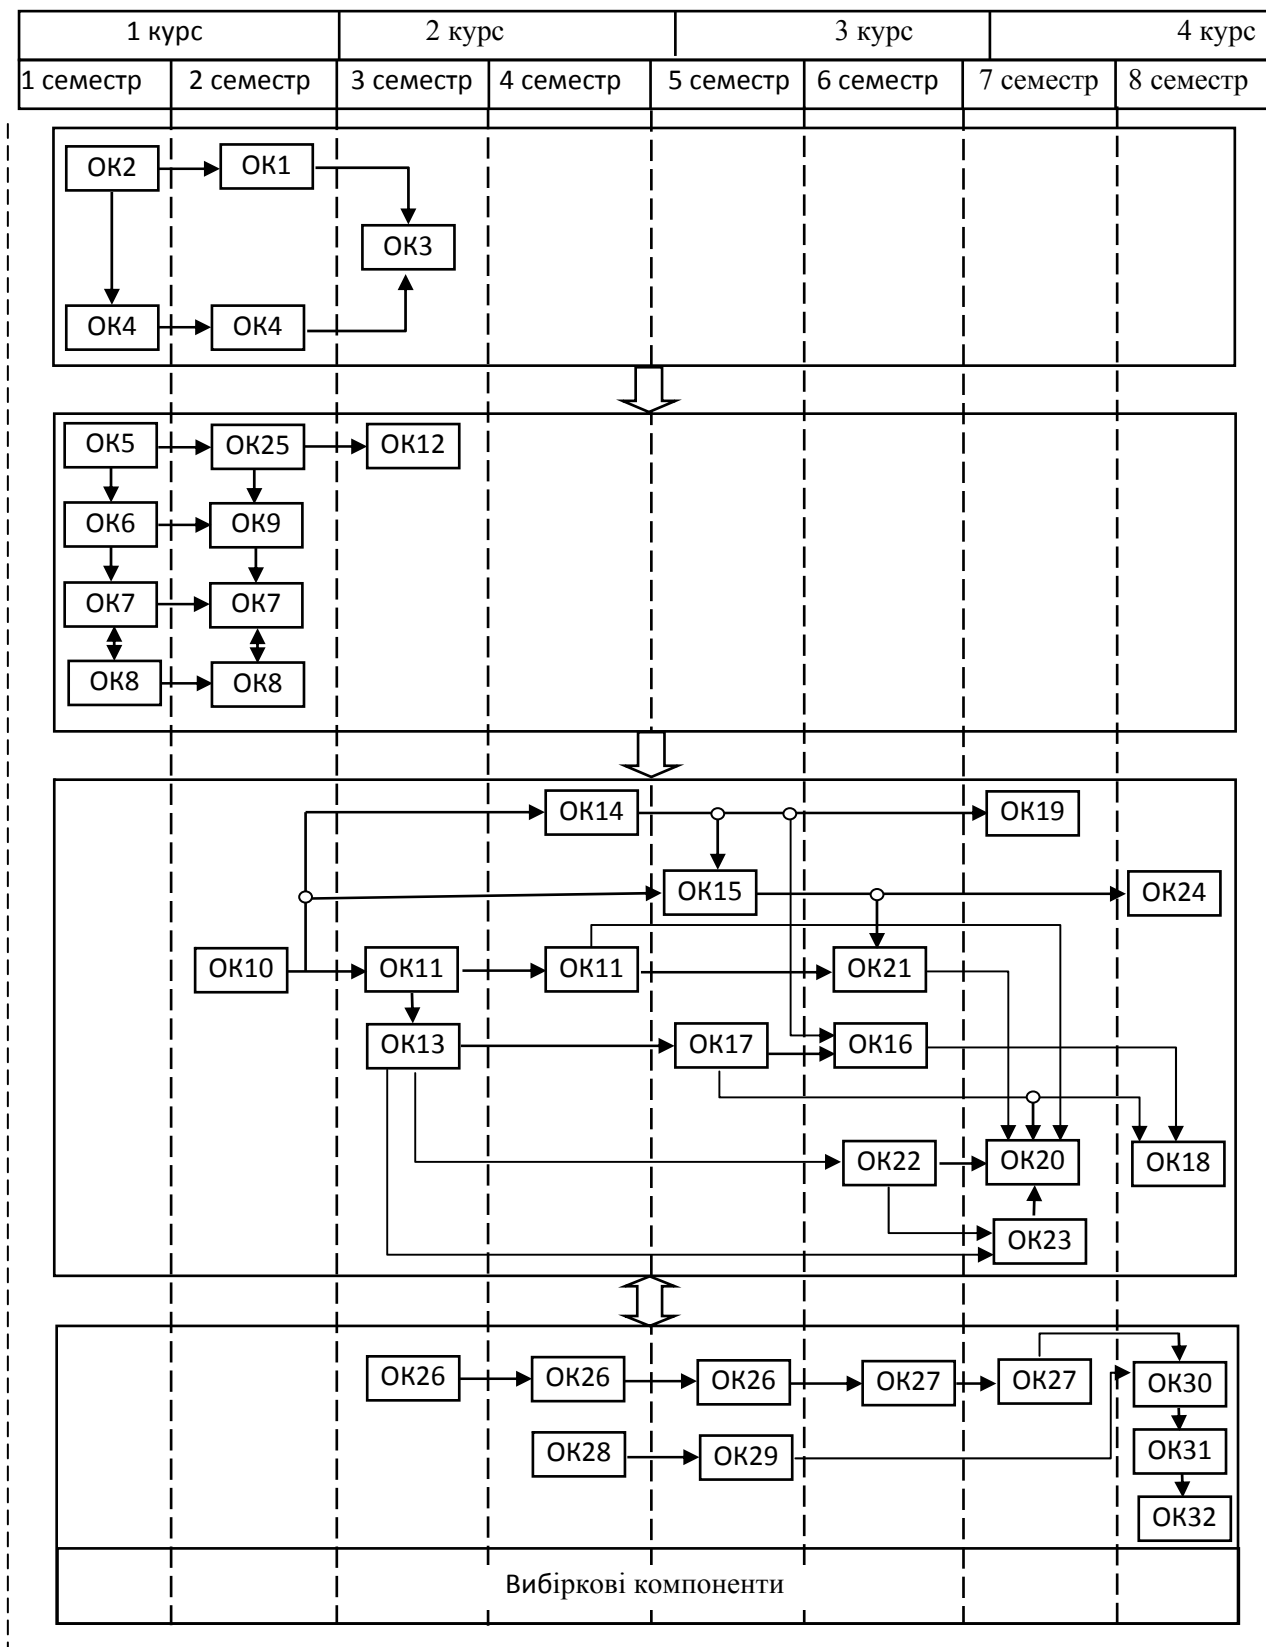 1 курс 2 курс 3 курс 4 курс
1 семестр 2 семестр 3 семестр 4 семестр 5 семестр 6 семестр 7 семестр 8 семестр
ОК2 ОК1
ОК3
ОК4 ОК4
ОК5 ОК25 ОК12
ОК6 ОК9
ОК7 ОК7
ОК8 ОК8
ОК14 ОК19
ОК15 ОК24
ОК10 ОК11 ОК11 ОК21
ОК13 ОК17 ОК16
ОК22 ОК20 ОК18
ОК23
ОК26 ОК26 ОК26 ОК27 ОК27 ОК30
ОК28 ОК29 ОК31
ОК32
Вибіркові компоненти